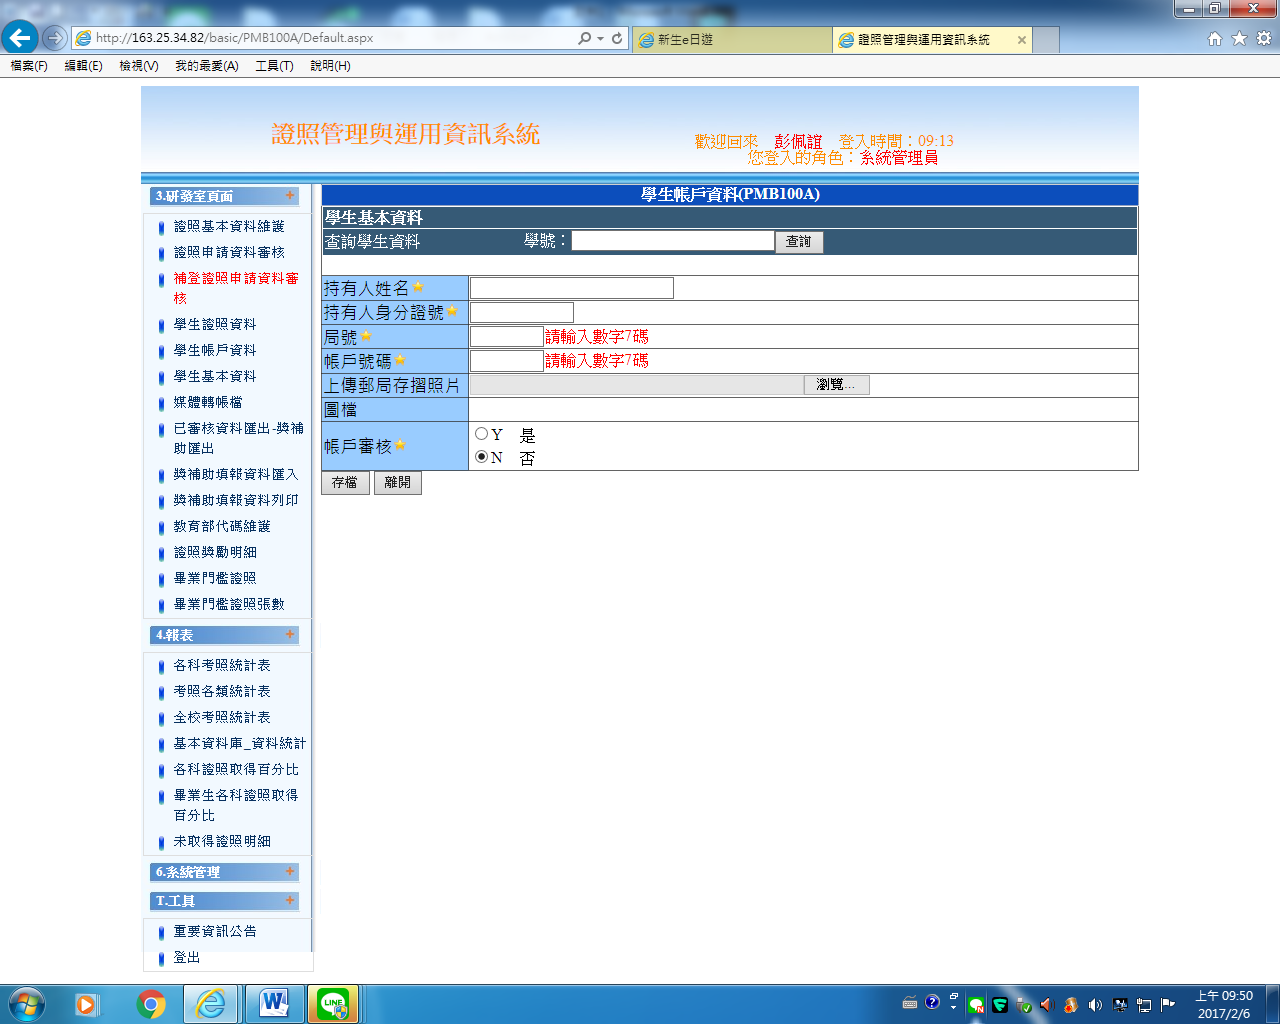 http://163.25.34.82/basic/PMB100A/Default.aspx
新生e日遊
證照管理與運用資訊系統
檔案(F) 編輯(E) 檢視(V) 我的最愛(A) 工具(T) 說明(H)
證照管理與運用資訊系統
歡迎回來 彭佩誼 登入時間：09:13
您登入的角色：系統管理員
3.研發室頁面
證照基本資料維護
證照申請資料審核
補登證照申請資料審
核
學生證照資料
學生帳戶資料
學生基本資料
媒體轉帳檔
已審核資料匯出-獎補
助匯出
獎補助填報資料匯入
獎補助填報資料列印
教育部代碼維護
證照獎勵明細
畢業門檻證照
畢業門檻證照張數
4.報表
各科考照統計表
考照各類統計表
全校考照統計表
基本資料庫_資料統計
各科證照取得百分比
畢業生各科證照取得
百分比
未取得證照明細
6.系統管理
T.工具
重要資訊公告
登出
學生帳戶資料(PMB100A)
學生基本資料
查詢學生資料 學號： 查詢
持有人姓名
持有人身分證號
局號 請輸入數字7碼
帳戶號碼 請輸入數字7碼
上傳郵局存摺照片 瀏覽...
圖檔
帳戶審核
Y 是
N 否
存檔 離開
LINE
上午 09:50
2017/2/6